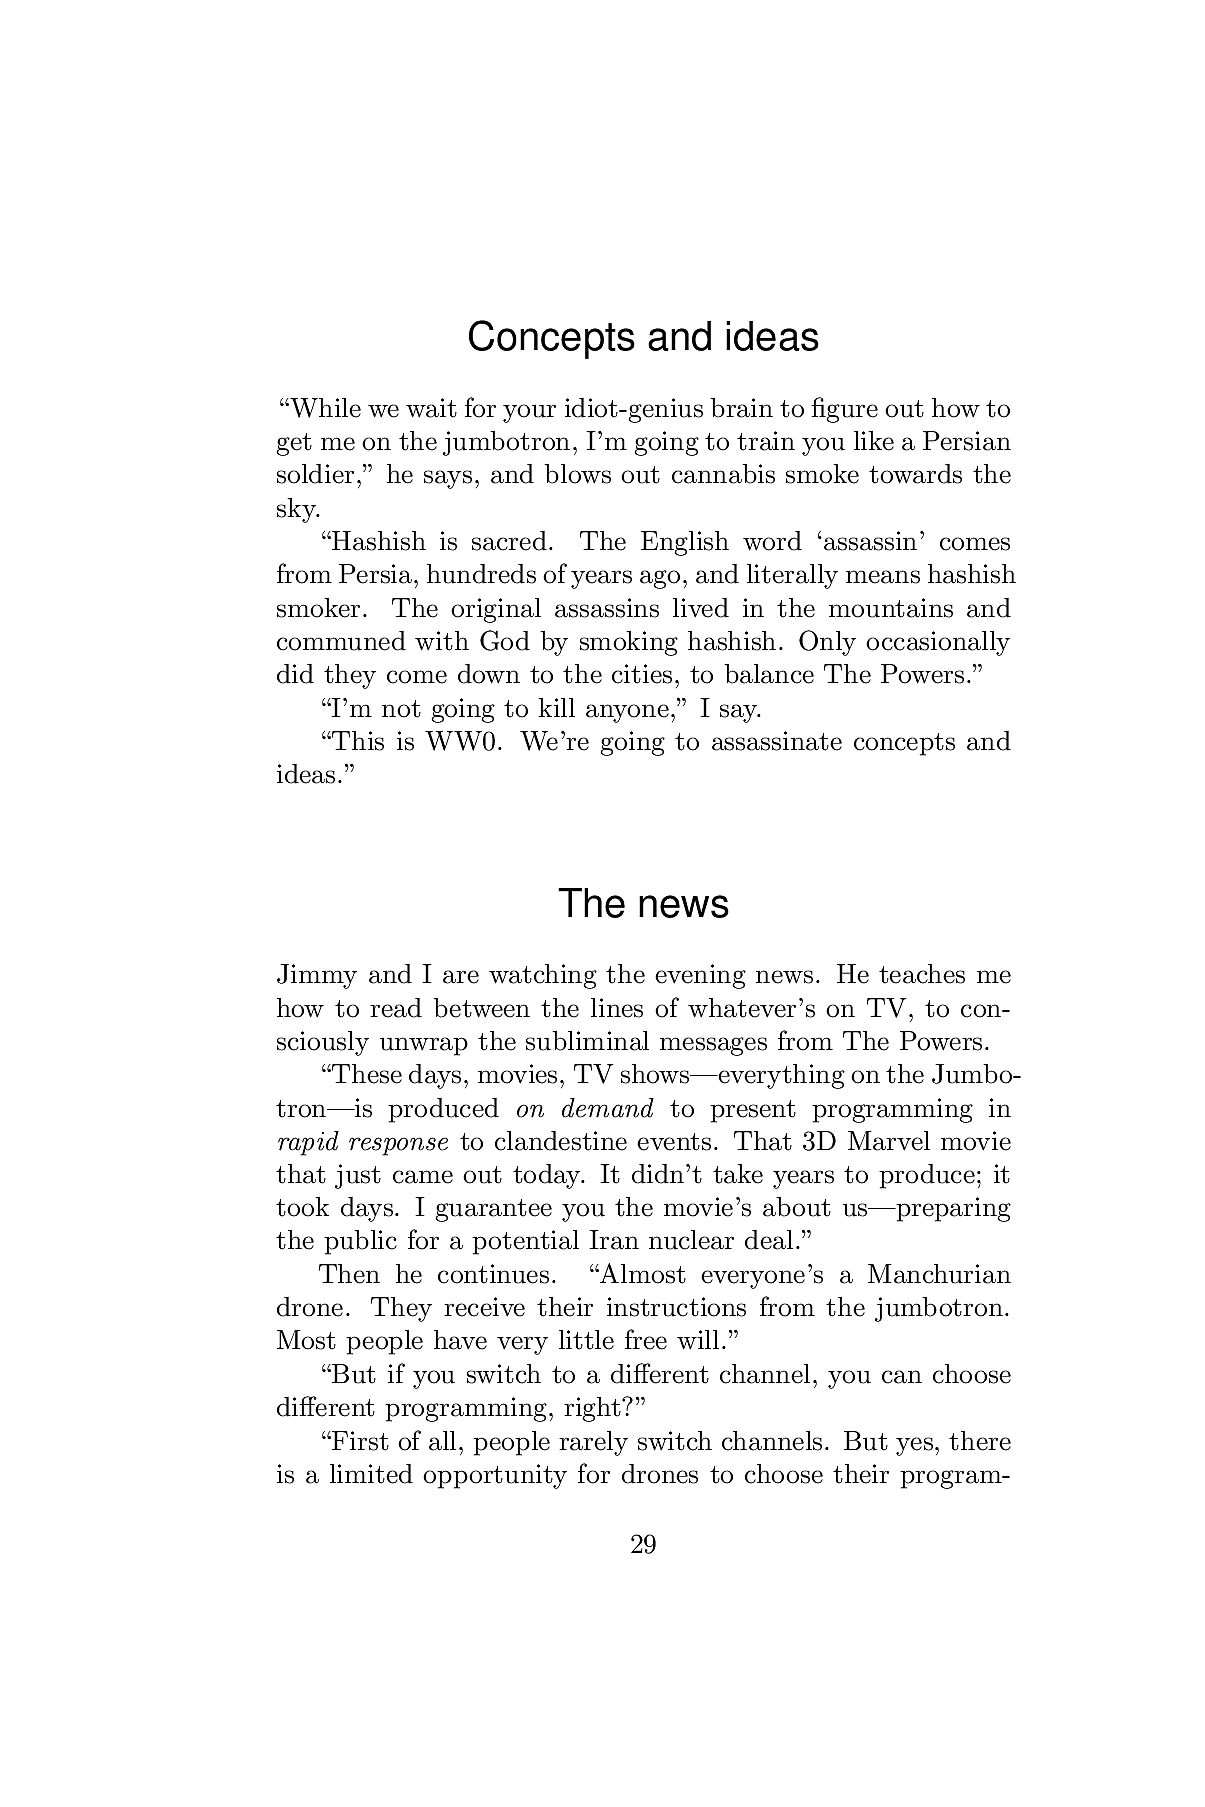 Concepts and ideas
“While we wait for your idiot-genius brain to figure out how to
get me on the jumbotron, I’m going to train you like a Persian
soldier,” he says, and blows out cannabis smoke towards the
sky.
“Hashish is sacred. The English word ‘assassin’ comes
from Persia, hundreds of years ago, and literally means hashish
smoker. The original assassins lived in the mountains and
communed with God by smoking hashish. Only occasionally
did they come down to the cities, to balance The Powers.”
“I’m not going to kill anyone,” I say.
“This is WW0. We’re going to assassinate concepts and
ideas.”
The news
Jimmy and I are watching the evening news. He teaches me
how to read between the lines of whatever’s on TV, to con-
sciously unwrap the subliminal messages from The Powers.
“These days, movies, TV shows—everything on the Jumbo-
tron—is produced on demand to present programming in
rapid response to clandestine events. That 3D Marvel movie
that just came out today. It didn’t take years to produce; it
took days. I guarantee you the movie’s about us—preparing
the public for a potential Iran nuclear deal.”
Then he continues. “Almost everyone’s a Manchurian
drone. They receive their instructions from the jumbotron.
Most people have very little free will.”
“But if you switch to a different channel, you can choose
different programming, right?”
“First of all, people rarely switch channels. But yes, there
is a limited opportunity for drones to choose their program-
29